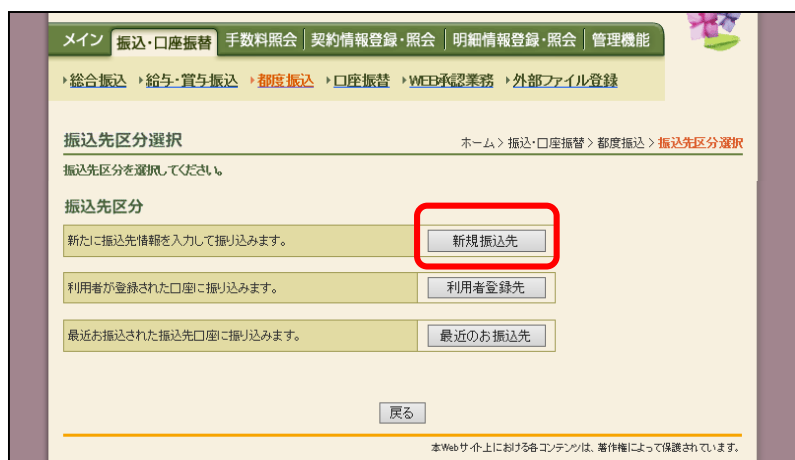 メイン 振込・口座振替 手数料照会 契約情報登録・照会 明細情報登録・照会 管理機能
総合振込 給与・賞与振込 都度振込 口座振替 WEB承認業務 外部ファイル登録
振込先区分選択 ホーム > 振込・口座振替 > 都度振込 > 振込先区分選択
振込先区分を選択してください。
振込先区分
新たに振込先情報を入力して振り込みます。 新規振込先
利用者が登録された口座に振り込みます。 利用者登録先
最近お振込された振込先口座に振り込みます。 最近のお振込先
戻る
本Webサイト上における各コンテンツは、著作権によって保護されています。